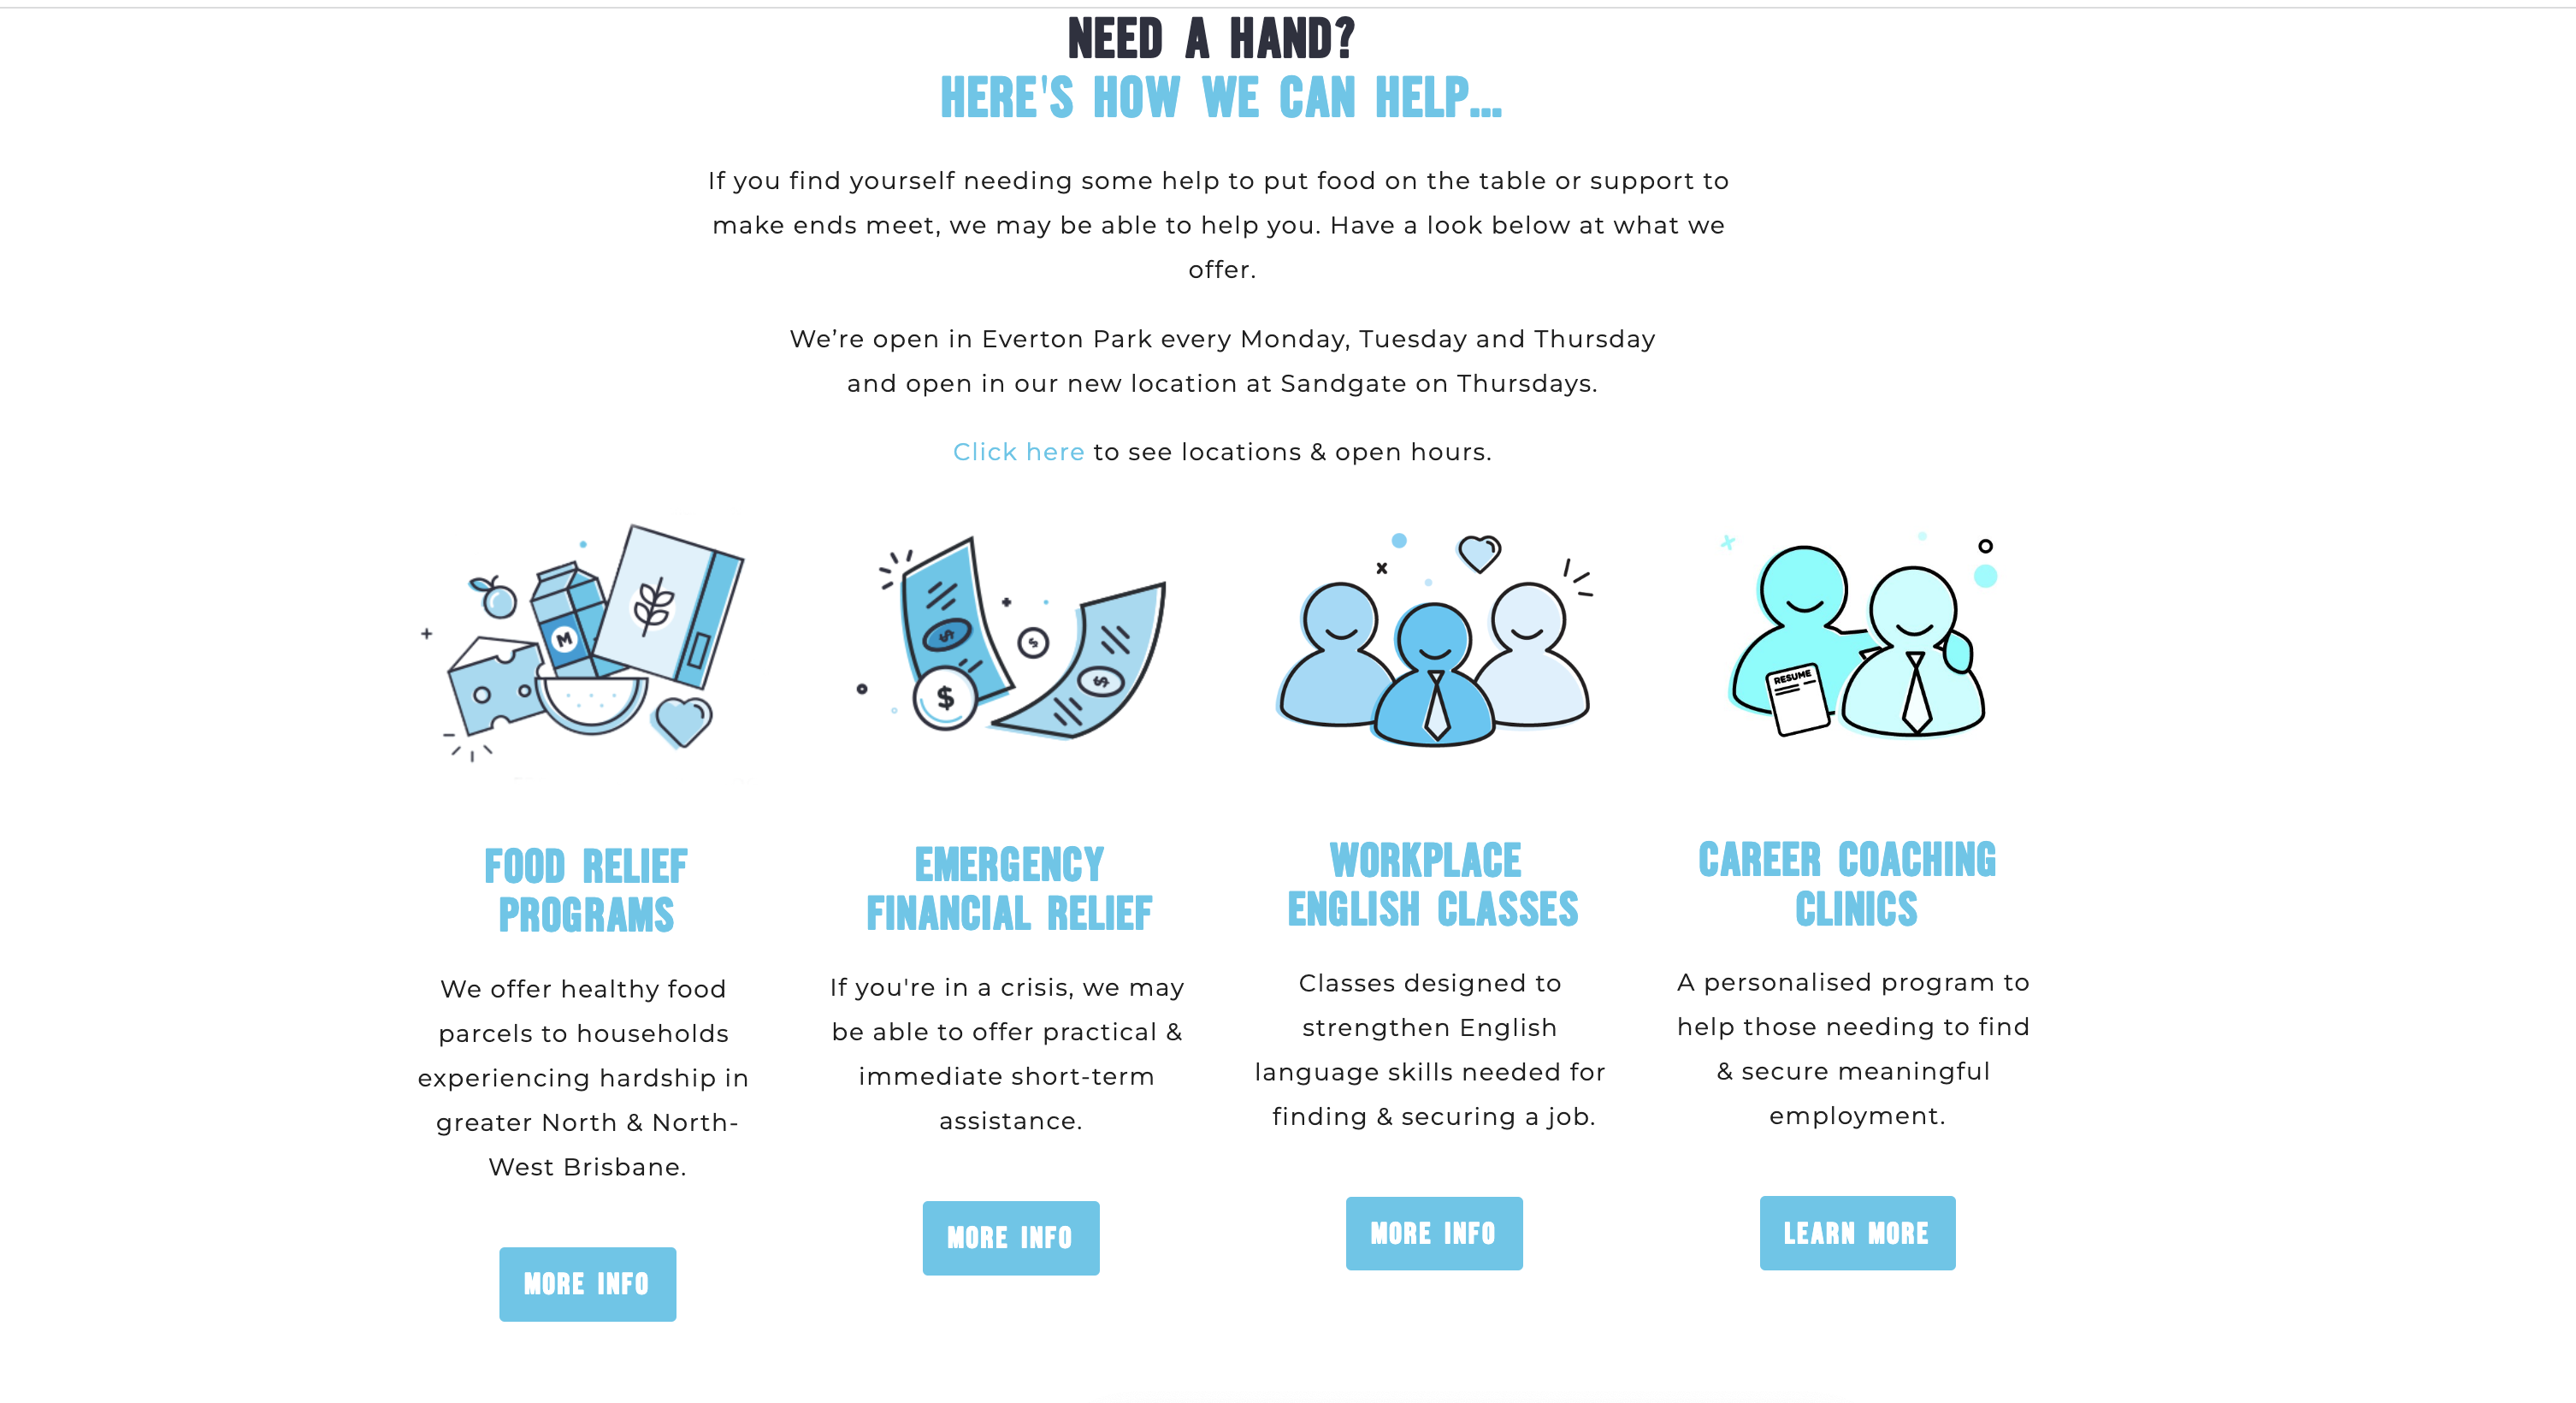 NEED A HAND?
HERE'S HOW WE CAN HELP...
If you find yourself needing some help to put food on the table or support to
make ends meet, we may be able to help you. Have a look below at what we
offer.
We’re open in Everton Park every Monday, Tuesday and Thursday
and open in our new location at Sandgate on Thursdays.
Click here to see locations & open hours.
M
$
$
$
$
RESUME
FOOD RELIEF
PROGRAMS
We offer healthy food
parcels to households
experiencing hardship in
greater North & North-
West Brisbane.
MORE INFO
EMERGENCY
FINANCIAL RELIEF
If you're in a crisis, we may
be able to offer practical &
immediate short-term
assistance.
MORE INFO
WORKPLACE
ENGLISH CLASSES
Classes designed to
strengthen English
language skills needed for
finding & securing a job.
MORE INFO
CAREER COACHING
CLINICS
A personalised program to
help those needing to find
& secure meaningful
employment.
LEARN MORE